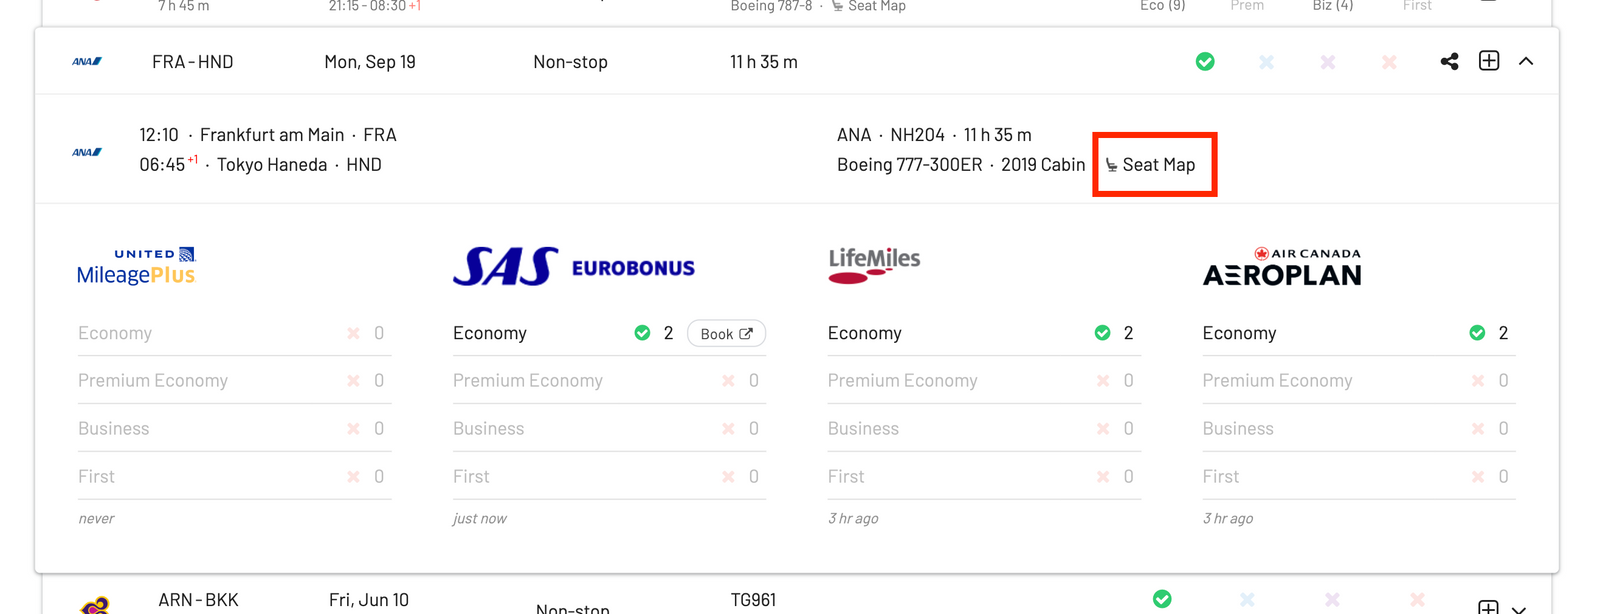 7 h 45 m 21:15 - 08:30 +1 Boeing 787-8 · Seat Map Eco (9) Prem Biz (4) First
ANA FRA - HND Mon, Sep 19 Non-stop 11 h 35 m
12:10 · Frankfurt am Main · FRA ANA · NH204 · 11 h 35 m
ANA 06:45 +1 · Tokyo Haneda · HND Boeing 777-300ER · 2019 Cabin Seat Map
UNITED MileagePlus
SAS EUROBONUS
LifeMiles
AIR CANADA AEROPLAN
Economy 0 Economy 2 Book Economy 2 Economy 2
Premium Economy 0 Premium Economy 0 Premium Economy 0 Premium Economy 0
Business 0 Business 0 Business 0 Business 0
First 0 First 0 First 0 First 0
never just now 3 hr ago 3 hr ago
ARN - BKK Fri, Jun 10 Non-stop TG961